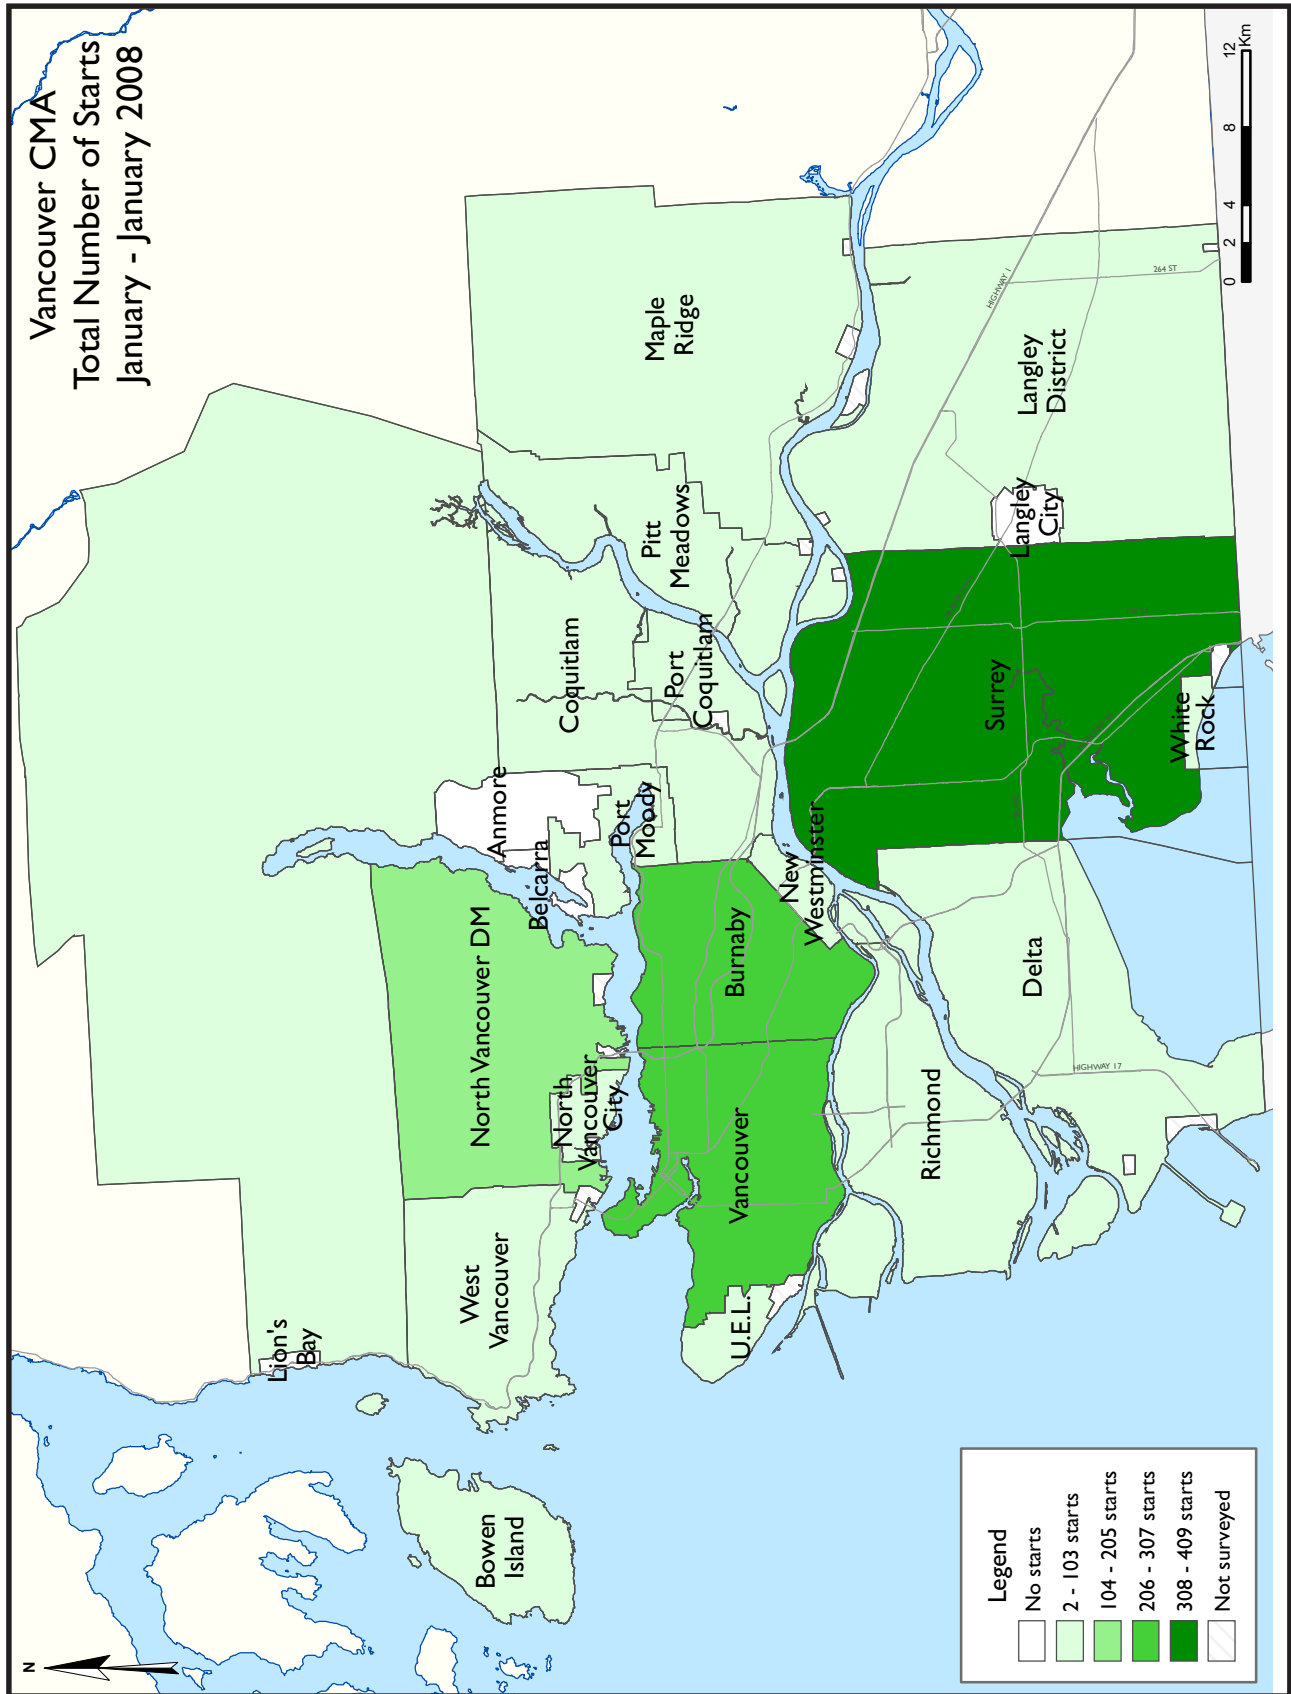 Vancouver CMA
Total Number of Starts
January - January 2008
N
Lion's
Bay
Bowen
Island
West
Vancouver
North Vancouver DM
North
Vancouver
City
Belcarra
Anmore
Port
Moody
Coquitlam
Port
Coquitlam
Pitt
Meadows
Maple
Ridge
U.E.L.
Vancouver
Burnaby
New
Westminster
Richmond
Delta
HIGHWAY 17
Surrey
White
Rock
Langley
City
Langley
District
HIGHWAY 1
264 ST
Legend
No starts
2 - 103 starts
104 - 205 starts
206 - 307 starts
308 - 409 starts
Not surveyed
0 2 4 8 12
Km